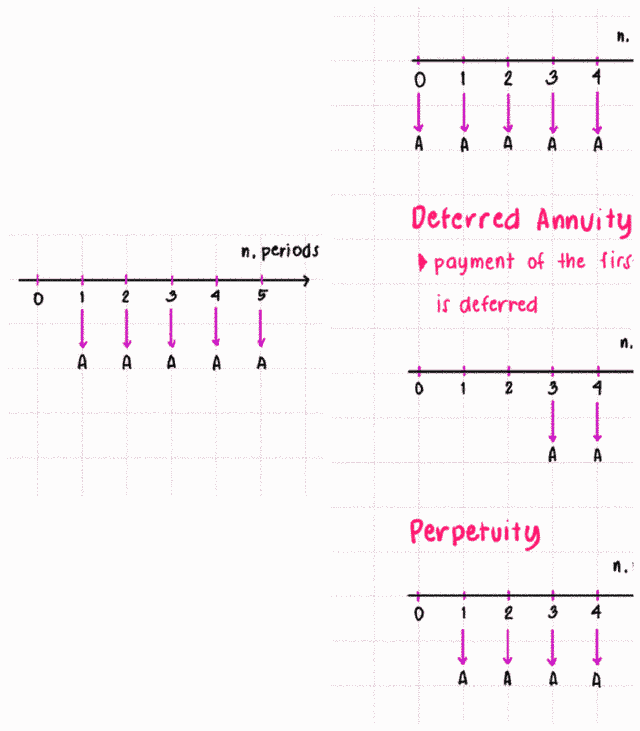 n. periods
0 1 2 3 4 5
A A A A A
n.
0 1 2 3 4
A A A A A
Deferred Annuity
payment of the firs
is deferred
n.
0 1 2 3 4
A A
Perpetuity
n.
0 1 2 3 4
A A A A